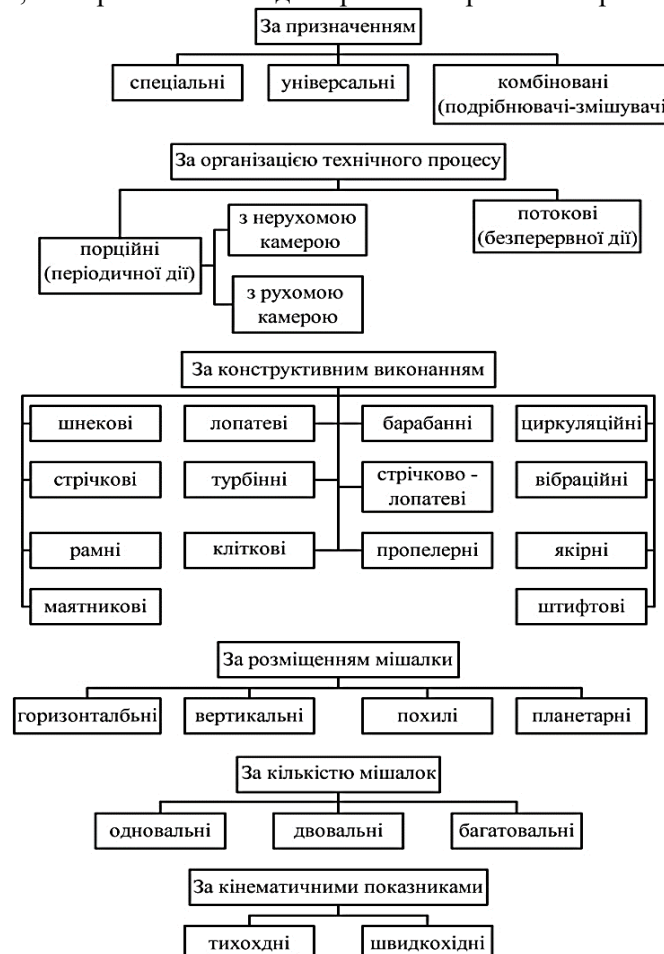 За призначенням
спеціальні
універсальні
комбіновані
(подрібнювачі-змішувачі
За організацією технічного процесу
порційні
(періодичної дії)
з нерухомою
камерою
з рухомою
камерою
потокові
(безперервної дії)
За конструктивним виконанням
шнекові
лопатеві
барабанні
циркуляційні
стрічкові
турбінні
стрічково -
лопатеві
вібраційні
рамні
кліткові
пропелерні
якірні
маятникові
штифтові
За розміщенням мішалки
горизонталбьні
вертикальні
похилі
планетарні
За кількістю мішалок
одновальні
двовальні
багатовальні
За кінематичними показниками
тихохдні
швидкохідні